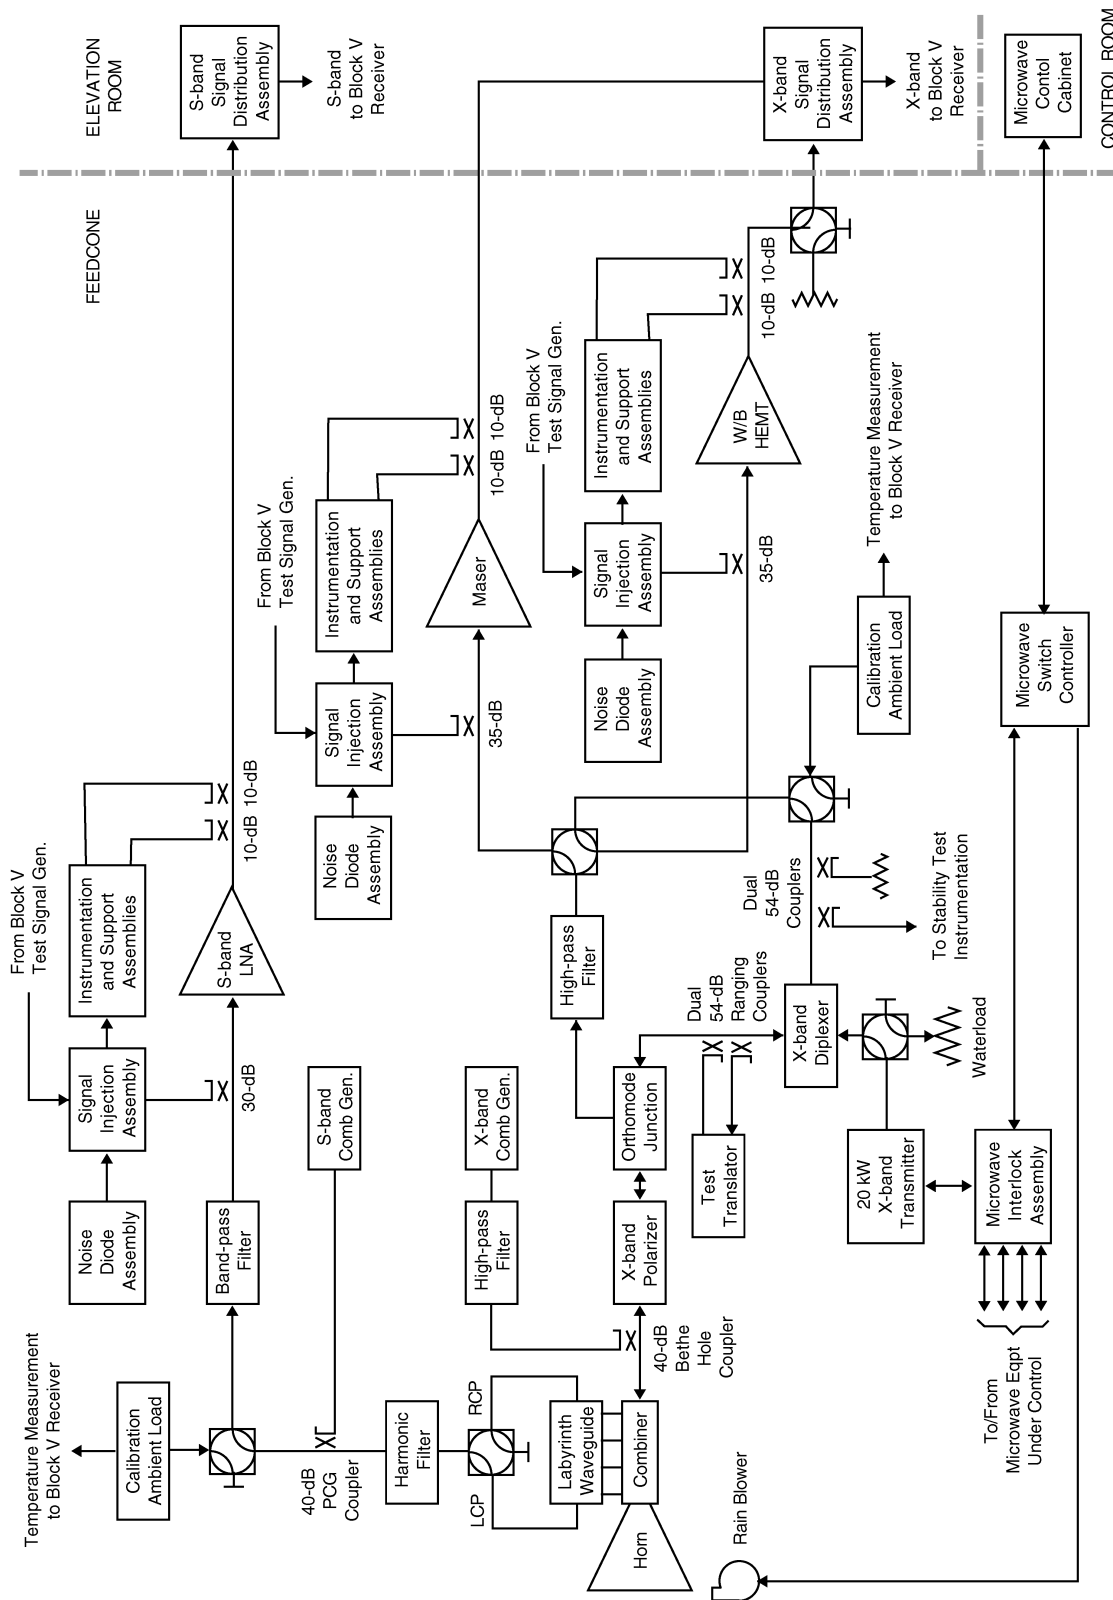 ELEVATION
ROOM
FEEDCONE
CONTROL ROOM
S-band
Signal
Distribution
Assembly
S-band
to Block V
Receiver
X-band
Signal
Distribution
Assembly
X-band
to Block V
Receiver
Microwave
Contol
Cabinet
From Block V
Test Signal Gen.
Instrumentation
and Support
Assemblies
Signal
Injection
Assembly
Noise
Diode
Assembly
10-dB
10-dB
S-band
LNA
30-dB
Band-pass
Filter
Temperature Measurement
to Block V Receiver
Calibration
Ambient Load
40-dB
PCG
Coupler
S-band
Comb Gen.
Harmonic
Filter
LCP
RCP
Labyrinth
Waveguide
Combiner
Horn
Rain Blower
From Block V
Test Signal Gen.
Instrumentation
and Support
Assemblies
Signal
Injection
Assembly
Noise
Diode
Assembly
10-dB
10-dB
Maser
35-dB
From Block V
Test Signal Gen.
Instrumentation
and Support
Assemblies
Signal
Injection
Assembly
Noise
Diode
Assembly
10-dB
10-dB
W/B
HEMT
35-dB
Temperature Measurement
to Block V Receiver
Calibration
Ambient Load
X-band
Comb Gen.
High-pass
Filter
40-dB
Bethe
Hole
Coupler
X-band
Polarizer
Orthomode
Junction
High-pass
Filter
Dual
54-dB
Ranging
Couplers
Test
Translator
Dual
54-dB
Couplers
To Stability Test
Instrumentation
X-band
Diplexer
Waterload
20 kW
X-band
Transmitter
Microwave
Interlock
Assembly
Microwave
Switch
Controller
To/From
Microwave Eqpt
Under Control